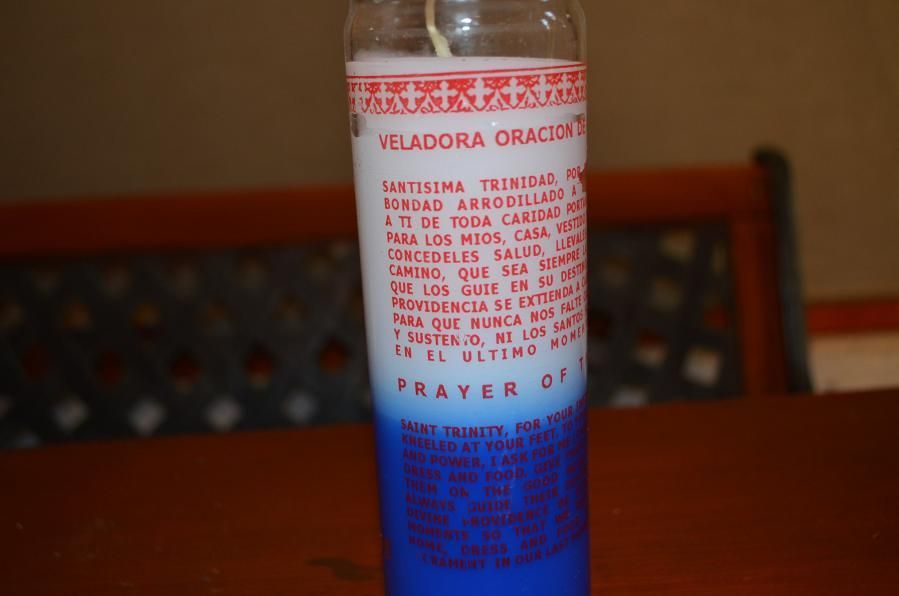 VELADORA ORACION DE
SANTISIMA TRINIDAD, POR
BONDAD ARRODILLADO A
A TI DE TODA CARIDAD
PARA LOS MIOS, CASA, VESTIDO
CONCEDELES SALUD,
CAMINO, QUE SEA SIEMPRE
QUE LOS GUIE EN SU
PROVIDENCIA SE EXTIENDA A
PARA QUE NUNCA NOS FALTE
Y SUSTENTO, NI LOS SANTOS
EN EL ULTIMO
PRAYER OF
SAINT TRINITY, FOR YOUR
KNEELED AT YOUR FEET. TO
AND POWER, I ASK FOR
DRESS AND FOOD. GIVE
THEM ON THE GOOD
ALWAYS GUIDE THEIR
DIVINE PROVIDENCE BE
MOMENTS SO THAT WE
HOME, DRESS AND FOOD
IN OUR LAST